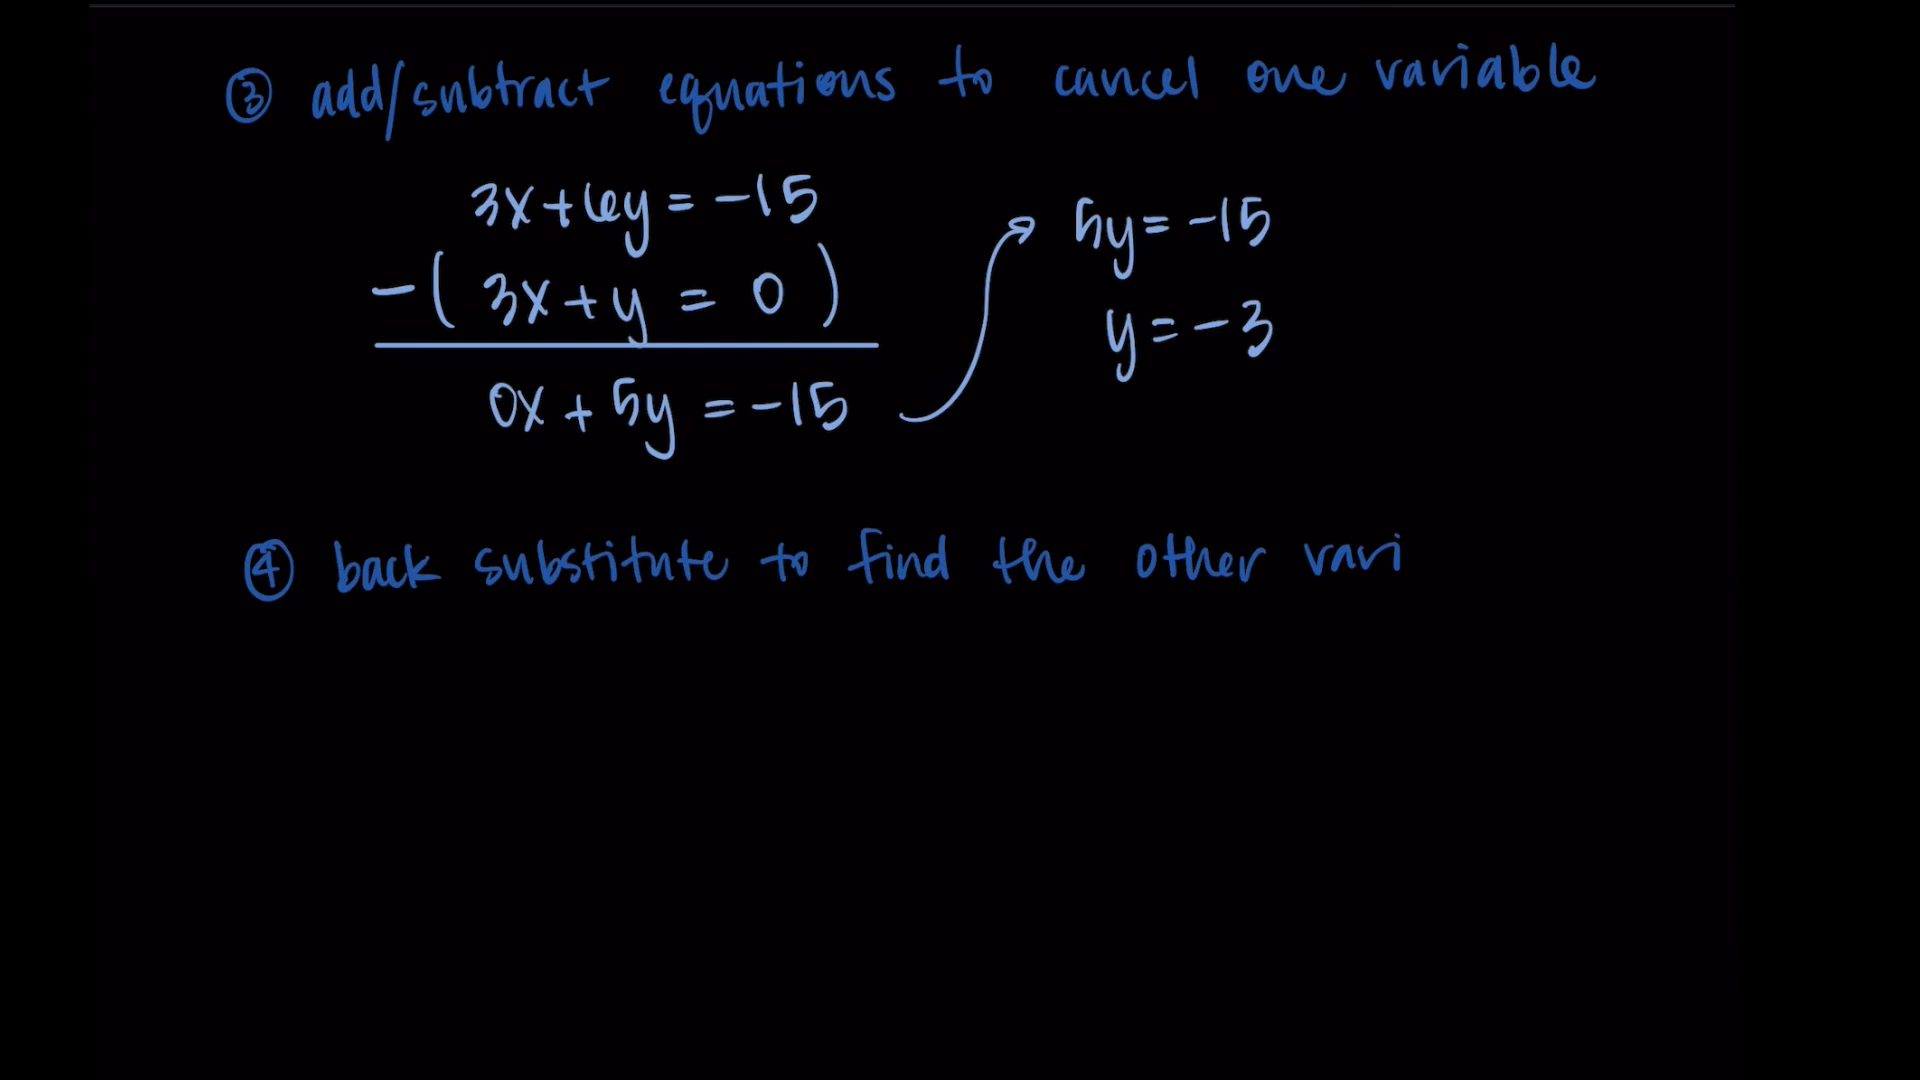 ③ add/subtract equations to cancel one variable
3x+6y = -15
-( 3x+y = 0 )
0x + 5y = -15
5y = -15
y = -3
④ back substitute to find the other vari